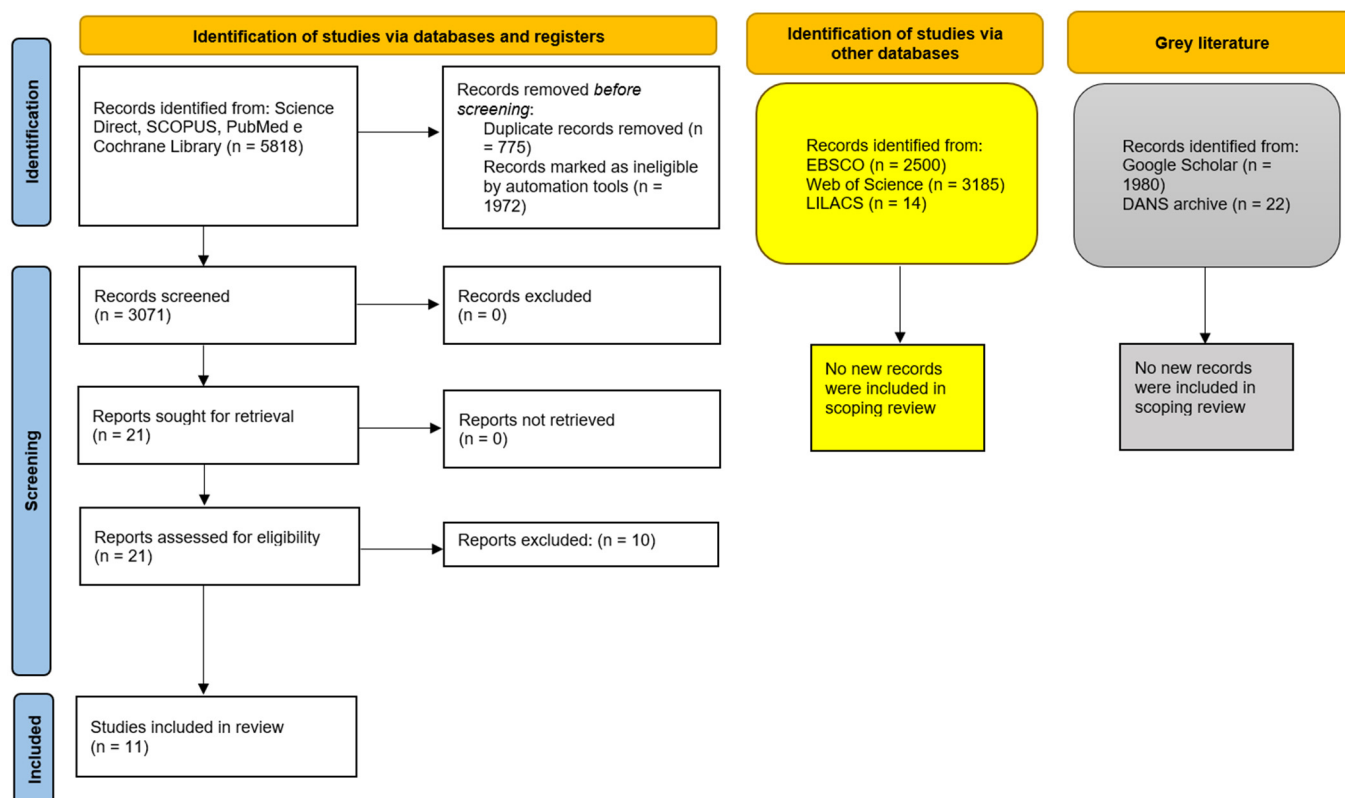 Identification of studies via databases and registers
Identification of studies via
other databases
Grey literature
Identification
Records identified from: Science
Direct, SCOPUS, PubMed e
Cochrane Library (n = 5818)
Records removed before
screening:
Duplicate records removed (n
= 775)
Records marked as ineligible
by automation tools (n =
1972)
Records identified from:
EBSCO (n = 2500)
Web of Science (n = 3185)
LILACS (n = 14)
Records identified from:
Google Scholar (n =
1980)
DANS archive (n = 22)
Screening
Records screened
(n = 3071)
Records excluded
(n = 0)
No new records
were included in
scoping review
No new records
were included in
scoping review
Reports sought for retrieval
(n = 21)
Reports not retrieved
(n = 0)
Reports assessed for eligibility
(n = 21)
Reports excluded: (n = 10)
Included
Studies included in review
(n = 11)